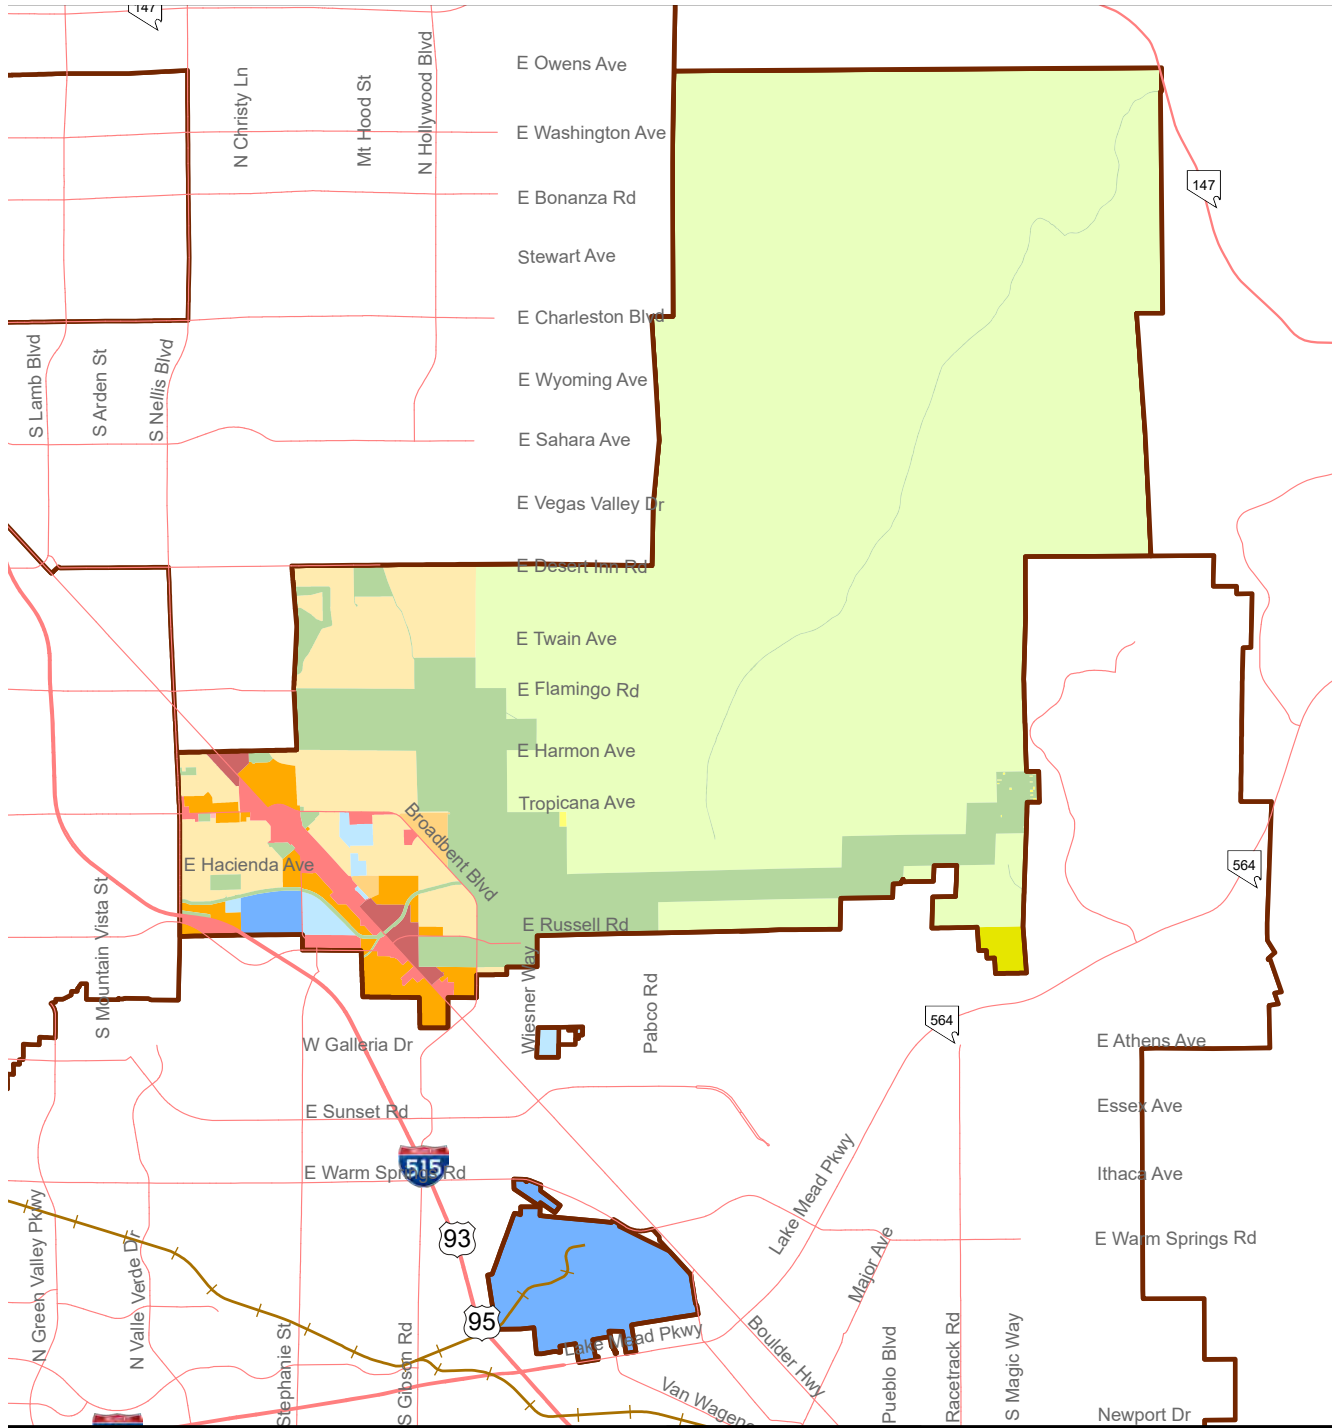 147
E Owens Ave
N Christy Ln
Mt Hood St
N Hollywood Blvd
E Washington Ave
147
E Bonanza Rd
Stewart Ave
E Charleston Blvd
S Lamb Blvd
S Arden St
S Nellis Blvd
E Wyoming Ave
E Sahara Ave
E Vegas Valley Dr
E Desert Inn Rd
E Twain Ave
E Flamingo Rd
E Harmon Ave
Tropicana Ave
Broadbent Blvd
E Hacienda Ave
564
S Mountain Vista St
E Russell Rd
Wiesner Way
Pabco Rd
564
W Galleria Dr
E Athens Ave
E Sunset Rd
Essex Ave
515
E Warm Springs Rd
Ithaca Ave
Lake Mead Pkwy
93
E Warm Springs Rd
N Green Valley Pkwy
N Valle Verde Dr
Major Ave
95
Lake Mead Pkwy
Boulder Hwy
Stephanie St
S Gibson Rd
Pueblo Blvd
Racetrack Rd
S Magic Way
Van Wagene
Newport Dr